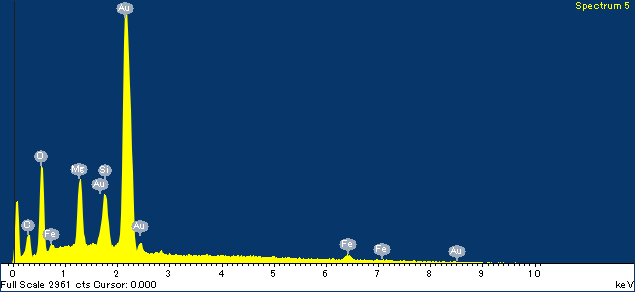 Spectrum 5
Au
O
Mg
Si
Au
Au
O
Fe
Fe
Fe
Au
0 1 2 3 4 5 6 7 8 9 10
Full Scale 2961 cts Cursor: 0.000 keV